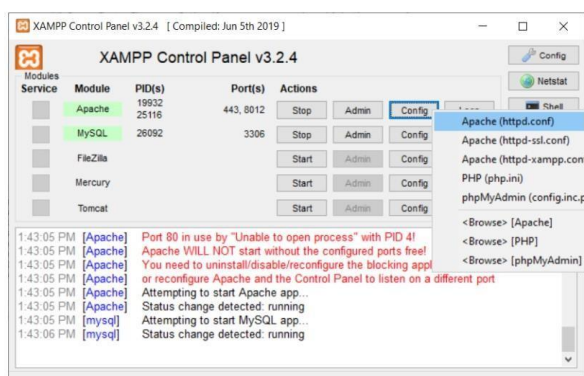 XAMPP Control Panel v3.2.4 [ Compiled: Jun 5th 2019 ]
XAMPP Control Panel v3.2.4
Config
Netstat
Shell
Modules
Service Module PID(s) Port(s) Actions
Apache 19932 25116 443, 8012 Stop Admin Config
MySQL 26092 3306 Stop Admin Config
FileZilla Start Admin Config
Mercury Start Admin Config
Tomcat Start Admin Config
Apache (httpd.conf)
Apache (httpd-ssl.conf)
Apache (httpd-xampp.con
PHP (php.ini)
phpMyAdmin (config.inc.p
<Browse> [Apache]
<Browse> [PHP]
<Browse> [phpMyAdmin]
1:43:05 PM [Apache] Port 80 in use by "Unable to open process" with PID 4!
1:43:05 PM [Apache] Apache WILL NOT start without the configured ports free!
1:43:05 PM [Apache] You need to uninstall/disable/reconfigure the blocking appl
1:43:05 PM [Apache] or reconfigure Apache and the Control Panel to listen on a different port
1:43:05 PM [Apache] Attempting to start Apache app...
1:43:05 PM [Apache] Status change detected: running
1:43:05 PM [mysql] Attempting to start MySQL app...
1:43:06 PM [mysql] Status change detected: running